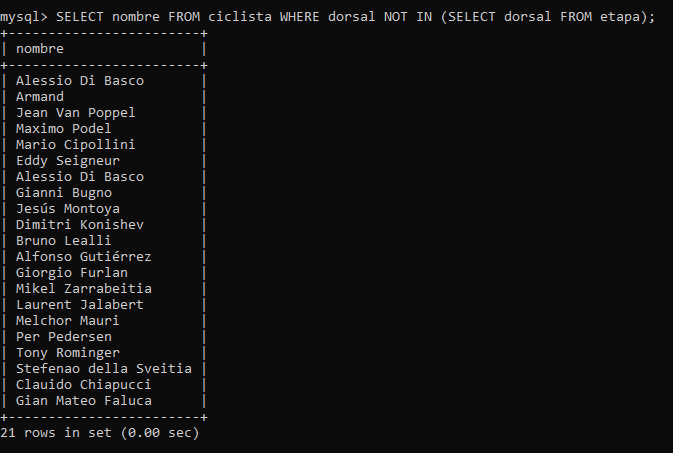 mysql> SELECT nombre FROM ciclista WHERE dorsal NOT IN (SELECT dorsal FROM etapa);
+------------------------+
| nombre                 |
+------------------------+
| Alessio Di Basco       |
| Armand                 |
| Jean Van Poppel        |
| Maximo Podel           |
| Mario Cipollini        |
| Eddy Seigneur          |
| Alessio Di Basco       |
| Gianni Bugno           |
| Jesús Montoya          |
| Dimitri Konishev       |
| Bruno Lealli           |
| Alfonso Gutiérrez      |
| Giorgio Furlan         |
| Mikel Zarrabeitia      |
| Laurent Jalabert       |
| Melchor Mauri          |
| Per Pedersen           |
| Tony Rominger          |
| Stefenao della Sveitia |
| Clauido Chiapucci      |
| Gian Mateo Faluca      |
+------------------------+
21 rows in set (0.00 sec)